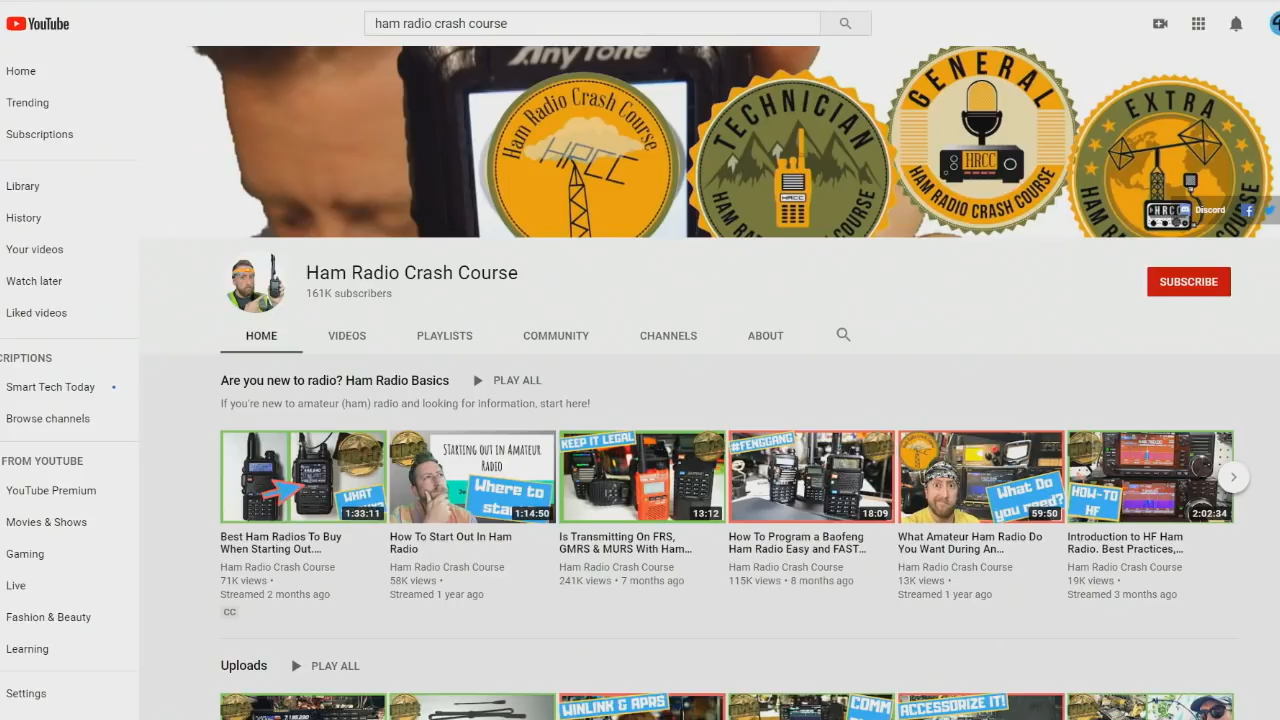 YouTube
ham radio crash course
Home
Trending
Subscriptions
Library
History
Your videos
Watch later
Liked videos
CRIPTIONS
Smart Tech Today
Browse channels
FROM YOUTUBE
YouTube Premium
Movies & Shows
Gaming
Live
Fashion & Beauty
Learning
Settings
AnyTone
Ham Radio Crash Course
HRCC
TECHNICIAN
HRCC
HAM RADIO CRASH COURSE
GENERAL
HRCC
HAM RADIO CRASH COURSE
EXTRA
HRCC
Discord
Ham Radio Crash Course
161K subscribers
SUBSCRIBE
HOME
VIDEOS
PLAYLISTS
COMMUNITY
CHANNELS
ABOUT
Are you new to radio? Ham Radio Basics
PLAY ALL
If you're new to amateur (ham) radio and looking for information, start here!
WHAT
1:33:11
Best Ham Radios To Buy
When Starting Out....
Ham Radio Crash Course
71K views •
Streamed 2 months ago
CC
STARTING OUT IN AMATEUR
RADIO
Where to
1:14:50
How To Start Out In Ham
Radio
Ham Radio Crash Course
58K views •
Streamed 1 year ago
KEEP IT LEGAL
13:12
Is Transmitting On FRS,
GMRS & MURS With Ham...
Ham Radio Crash Course
241K views • 7 months ago
#FENGGANG
18:09
How To Program a Baofeng
Ham Radio Easy and FAST...
Ham Radio Crash Course
115K views • 8 months ago
What Do
you need?
59:50
What Amateur Ham Radio Do
You Want During An...
Ham Radio Crash Course
13K views •
Streamed 1 year ago
HOW-TO
HF
2:02:34
Introduction to HF Ham
Radio. Best Practices,...
Ham Radio Crash Course
19K views •
Streamed 3 months ago
Uploads
PLAY ALL
WINLINK & APRS
COMM
ACCESSORIZE IT!